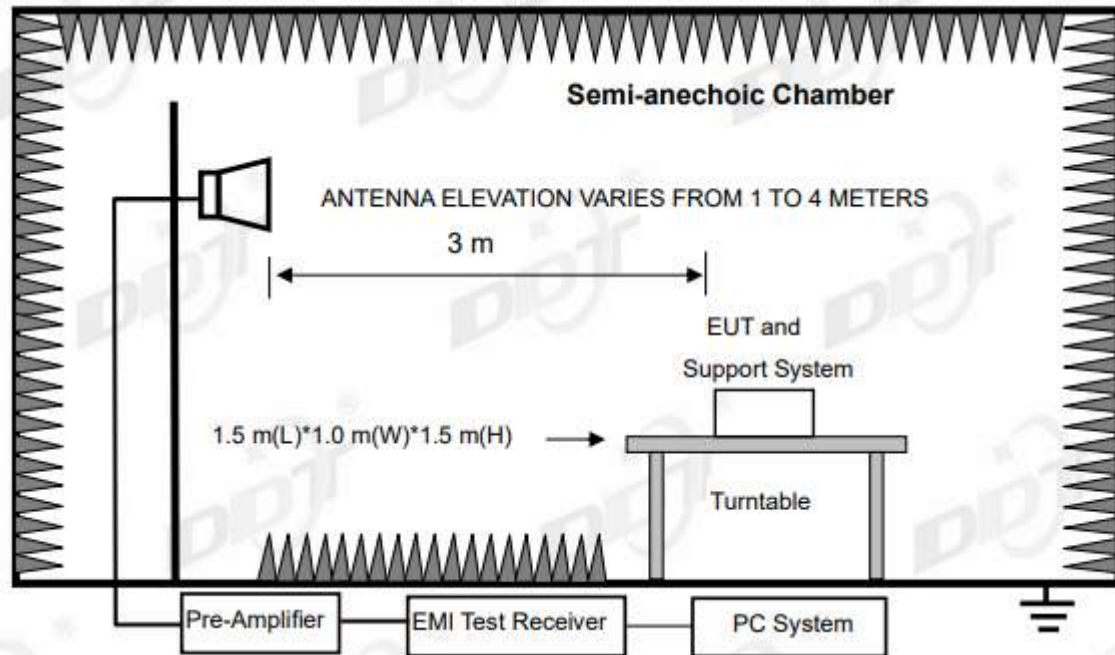 Semi-anechoic Chamber
ANTENNA ELEVATION VARIES FROM 1 TO 4 METERS
3 m
EUT and
Support System
1.5 m(L)*1.0 m(W)*1.5 m(H)
Turntable
Pre-Amplifier
EMI Test Receiver
PC System
DDT
®